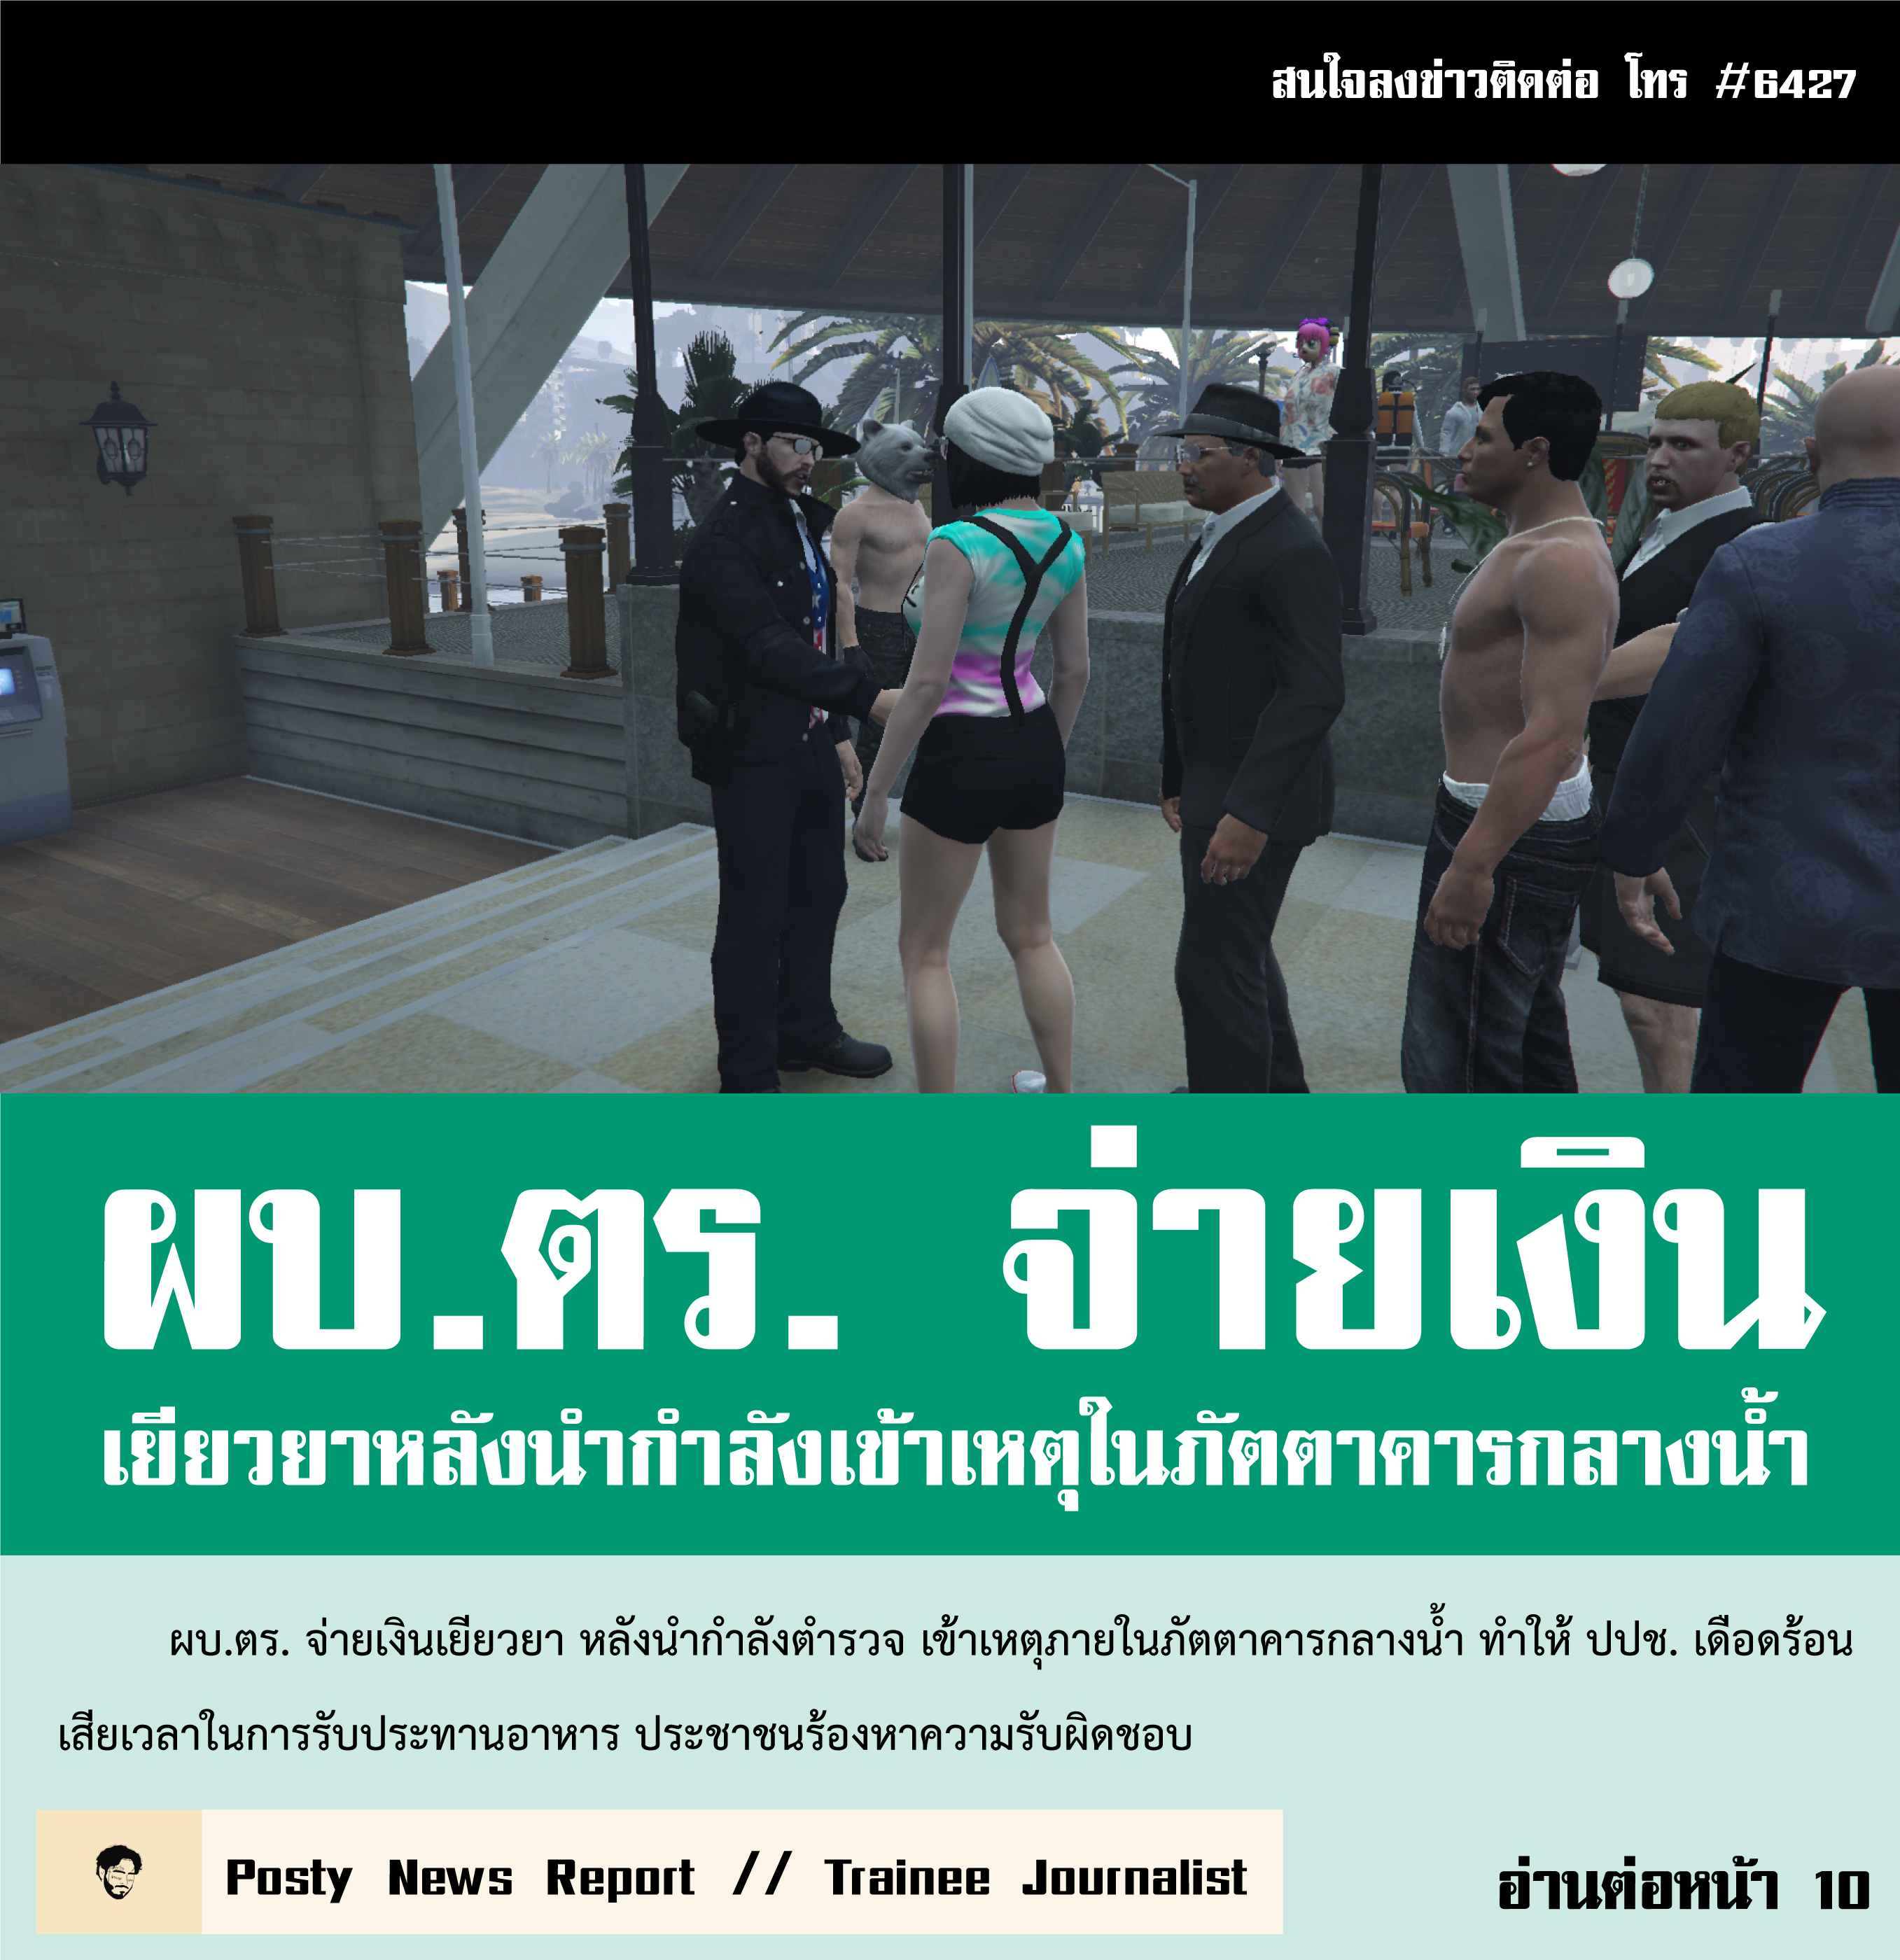 สนใจลงข่าวติดต่อ โทร #6427
ผบ.ตร. จ่ายเงิน
เยียวยาหลังนำกำลังเข้าเหตุในภัตตาคารกลางน้ำ
ผบ.ตร. จ่ายเงินเยียวยา หลังนำกำลังตำรวจ เข้าเหตุภายในภัตตาคารกลางน้ำ ทำให้ ปปช. เดือดร้อน
เสียเวลาในการรับประทานอาหาร ประชาชนร้องหาความรับผิดชอบ
Posty News Report // Trainee Journalist
อ่านต่อหน้า 10